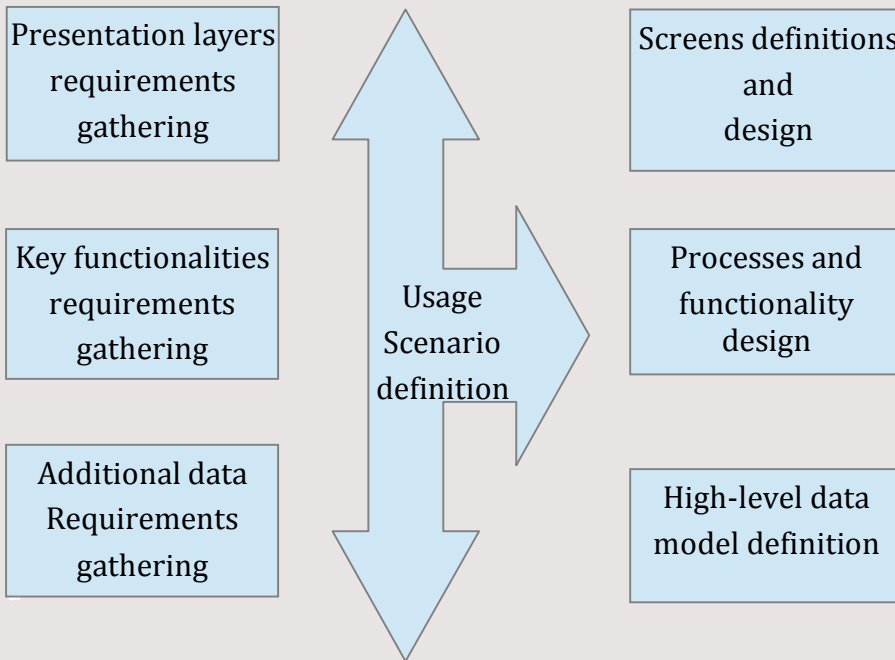 Presentation layers
requirements
gathering
Key functionalities
requirements
gathering
Additional data
Requirements
gathering
Usage
Scenario
definition
Screens definitions
and
design
Processes and
functionality
design
High-level data
model definition